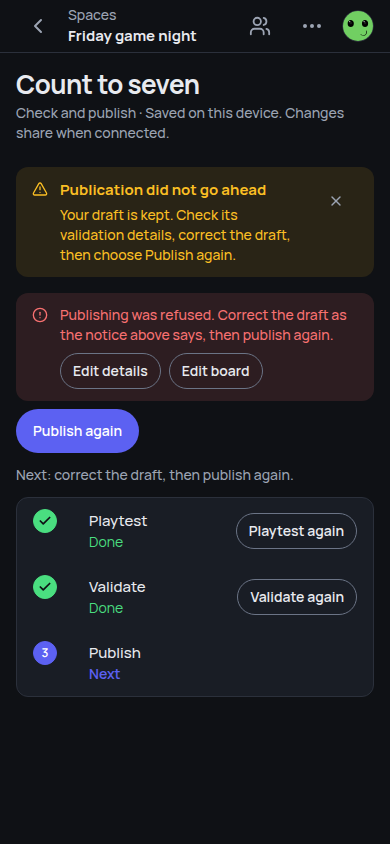 Spaces
Friday game night
Count to seven
Check and publish · Saved on this device. Changes
share when connected.
Publication did not go ahead
Your draft is kept. Check its
validation details, correct the draft,
then choose Publish again.
Publishing was refused. Correct the draft as
the notice above says, then publish again.
Edit details
Edit board
Publish again
Next: correct the draft, then publish again.
Playtest
Done
Playtest again
Validate
Done
Validate again
3
Publish
Next